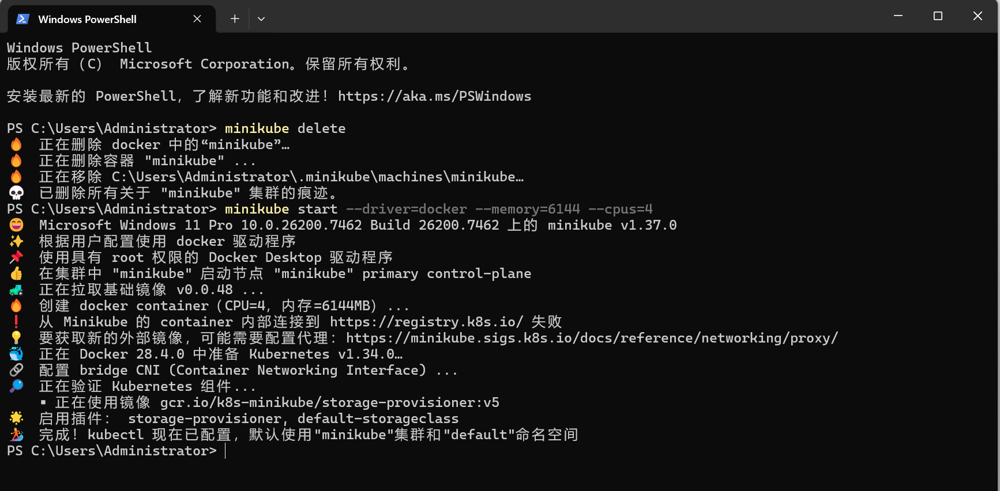 Windows PowerShell
Windows PowerShell
版权所有（C） Microsoft Corporation。保留所有权利。
安装最新的 PowerShell，了解新功能和改进！https://aka.ms/PSWindows
PS C:\Users\Administrator> minikube delete
🔥  正在删除 docker 中的“minikube”…
🔥  正在删除容器 "minikube" ...
🔥  正在移除 C:\Users\Administrator\.minikube\machines\minikube…
💀  已删除所有关于 "minikube" 集群的痕迹。
PS C:\Users\Administrator> minikube start --driver=docker --memory=6144 --cpus=4
😄  Microsoft Windows 11 Pro 10.0.26200.7462 Build 26200.7462 上的 minikube v1.37.0
✨  根据用户配置使用 docker 驱动程序
📌  使用具有 root 权限的 Docker Desktop 驱动程序
👍  在集群中 "minikube" 启动节点 "minikube" primary control-plane
🚜  正在拉取基础镜像 v0.0.48 ...
🔥  创建 docker container（CPU=4，内存=6144MB）...
❗  从 Minikube 的 container 内部连接到 https://registry.k8s.io/ 失败
💡  要获取新的外部镜像，可能需要配置代理：https://minikube.sigs.k8s.io/docs/reference/networking/proxy/
🐳  正在 Docker 28.4.0 中准备 Kubernetes v1.34.0…
🔗  配置 bridge CNI (Container Networking Interface) ...
🔎  正在验证 Kubernetes 组件...
▪ 正在使用镜像 gcr.io/k8s-minikube/storage-provisioner:v5
🌟  启用插件： storage-provisioner, default-storageclass
🏄  完成！kubectl 现在已配置，默认使用"minikube"集群和"default"命名空间
PS C:\Users\Administrator>